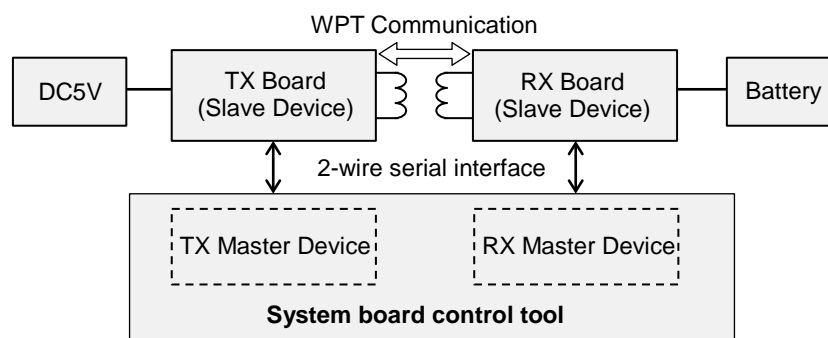 WPT Communication
DC5V
TX Board
(Slave Device)
RX Board
(Slave Device)
Battery
2-wire serial interface
TX Master Device
RX Master Device
System board control tool